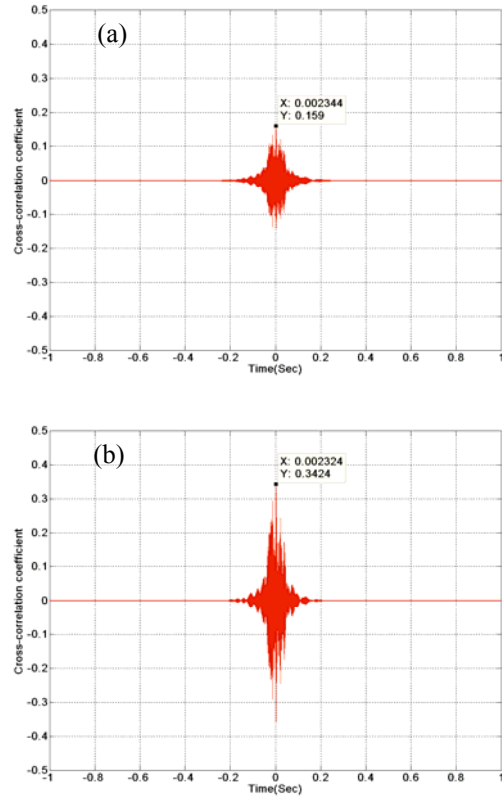 (a)
X: 0.002344
Y: 0.159
Cross-correlation coefficient
0.5
0.4
0.3
0.2
0.1
0
-0.1
-0.2
-0.3
-0.4
-0.5
-1 -0.8 -0.6 -0.4 -0.2 0 0.2 0.4 0.6 0.8 1
Time(Sec)
(b)
X: 0.002324
Y: 0.3424
Cross-correlation coefficient
0.5
0.4
0.3
0.2
0.1
0
-0.1
-0.2
-0.3
-0.4
-0.5
-1 -0.8 -0.6 -0.4 -0.2 0 0.2 0.4 0.6 0.8 1
Time(Sec)